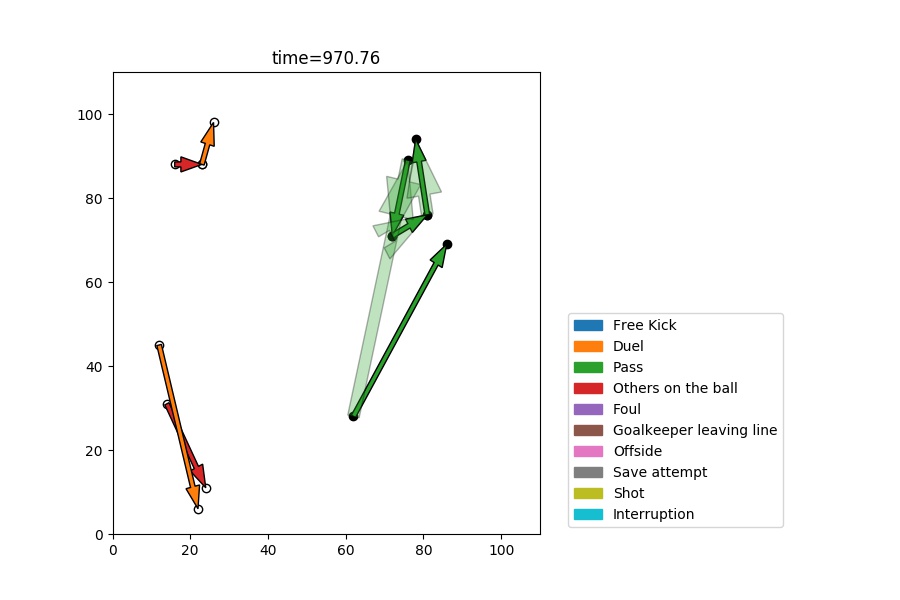 time=970.76
100
80
60
40
20
0
0 20 40 60 80 100
Free Kick
Duel
Pass
Others on the ball
Foul
Goalkeeper leaving line
Offside
Save attempt
Shot
Interruption